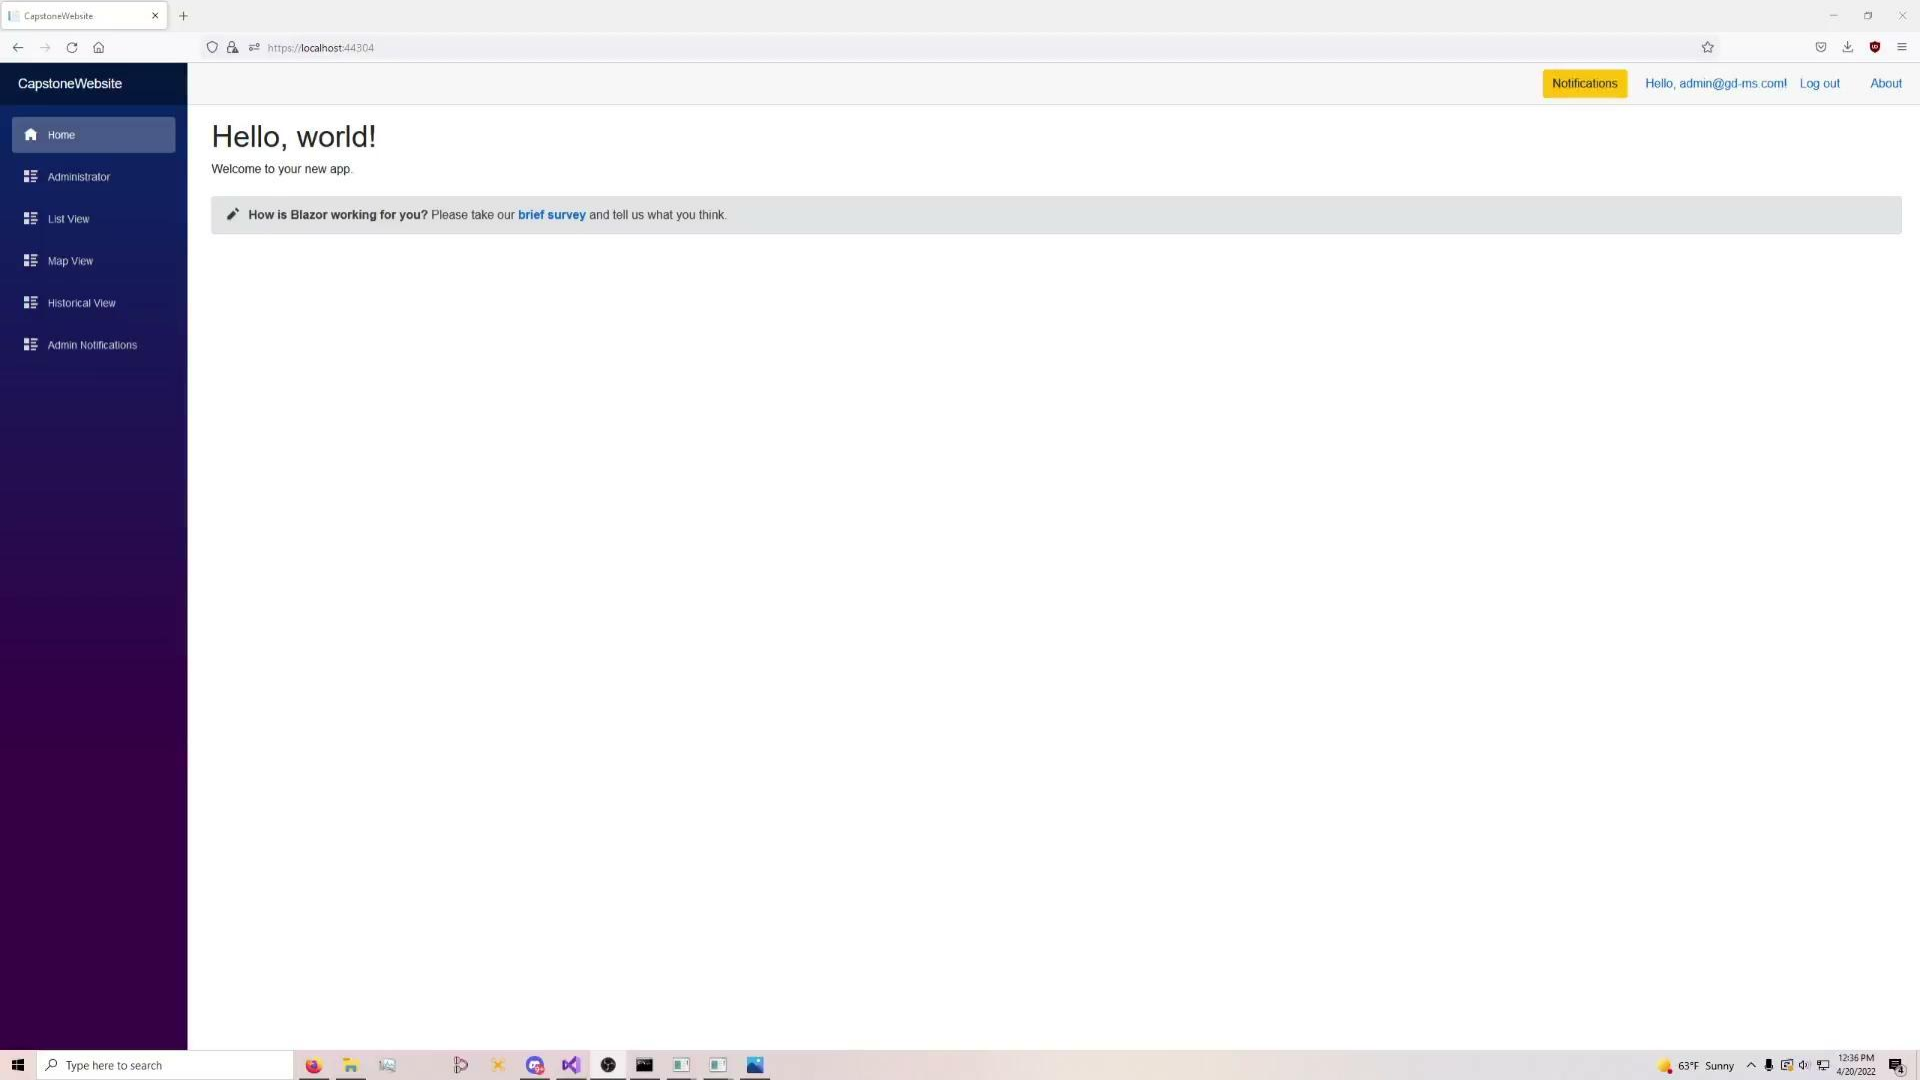 CapstoneWebsite
https://localhost:44304
CapstoneWebsite
Notifications Hello, admin@gd-ms.com! Log out About
Home
Administrator
List View
Map View
Historical View
Admin Notifications
Hello, world!
Welcome to your new app.
How is Blazor working for you? Please take our brief survey and tell us what you think.
Type here to search
63°F Sunny
12:36 PM
4/20/2022
4